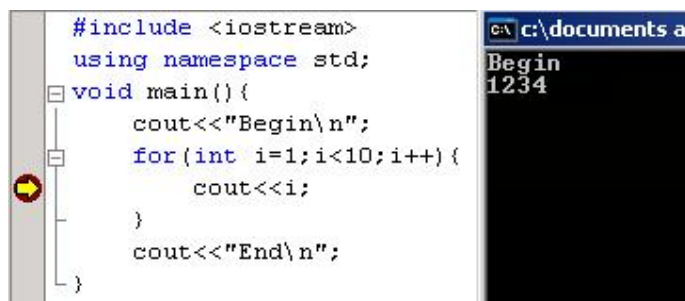 #include <iostream>
using namespace std;
void main(){
cout<<"Begin\n";
for(int i=1;i<10;i++){
cout<<i;
}
cout<<"End\n";
}
c:\documents a
Begin
1234